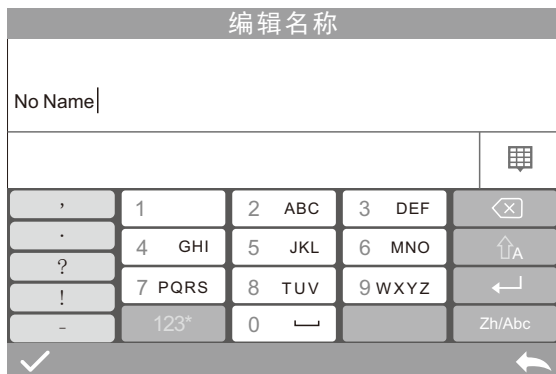 编辑名称
No Name
,
1
2 ABC
3 DEF
.
4 GHI
5 JKL
6 MNO
A
?
7 PQRS
8 TUV
9 WXYZ
!
-
123*
0
Zh/Abc